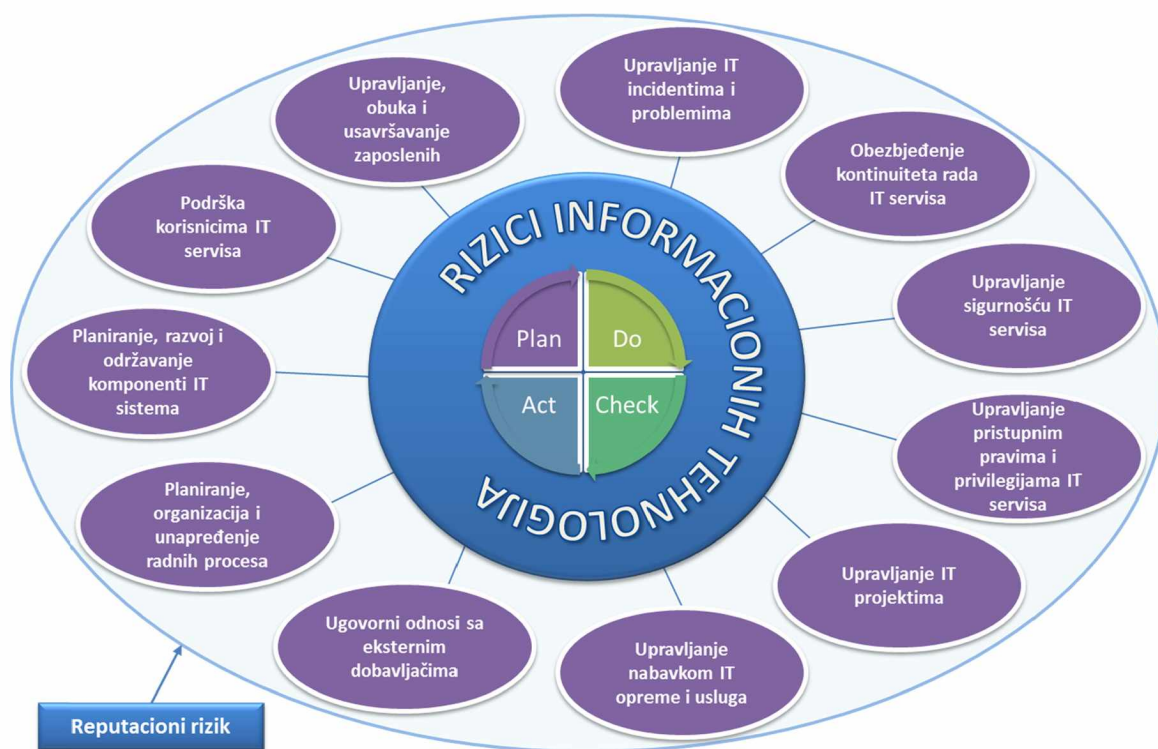 Upravljanje IT
incidentima i
problemima
Upravljanje,
obuka i
usavršavanje
zaposlenih
Obezbjeđenje
kontinuiteta rada
IT servisa
Podrška
korisnicima IT
servisa
RIZICI INFORMACIONIH TEHNOLOGIJA
Upravljanje
sigurnošću IT
servisa
Plan
Do
Act
Check
Planiranje, razvoj i
održavanje
komponenti IT
sistema
Upravljanje
pristupnim
pravima i
privilegijama IT
servisa
Planiranje,
organizacija i
unapređenje
radnih procesa
Upravljanje IT
projektima
Ugovorni odnosi sa
eksternim
dobavljačima
Upravljanje
nabavkom IT
opreme i usluga
Reputacioni rizik